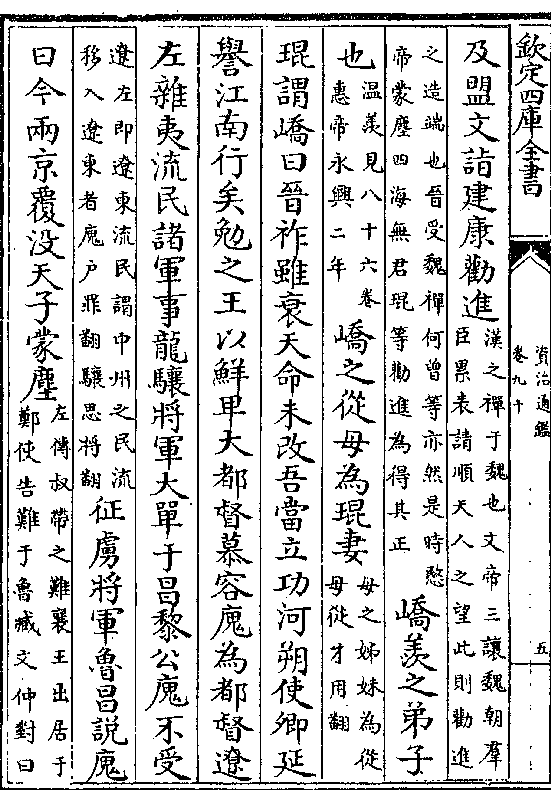 欽定四庫全書
資治通鑑
卷九十
五
及盟文詣建康勸進漢之禪于魏也文帝三讓魏朝羣
臣累表請順天人之望此則勸進
之造端也晉受魏禪何曾等亦然是時愍
帝蒙塵四海無君琨等勸進為得其正嶠羨之弟子
也温羨見八十六卷
惠帝永興二年嶠之從母為琨妻母之姊妹為從
母從才用翻
琨謂嶠曰晉祚雖衰天命未改吾當立功河朔使卿延
譽江南行矣勉之王以鮮卑大都督慕容廆為都督遼
左雜夷流民諸軍事龍驤將軍大單于昌黎公廆不受
遼左即遼東流民謂中州之民流
移入遼東者廆戶罪翻驤思將翻征虜將軍魯昌説廆
曰今兩京覆没天子蒙塵左傳叔帶之難襄王出居于
鄭使告難于魯臧文仲對曰